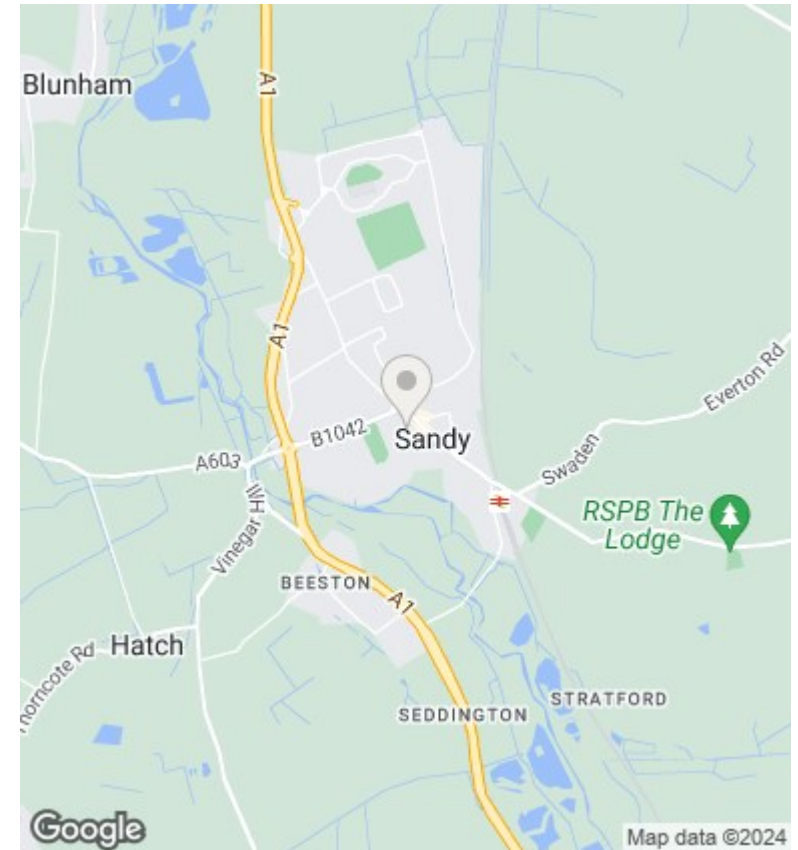 Blunham
A1
A1
Everton Rd
B1042
Sandy
A603
Swaden
Vinegar Hill
RSPB The
Lodge
BEESTON
A1
Hatch
Thorncote Rd
STRATFORD
SEDDINGTON
Google
Map data ©2024